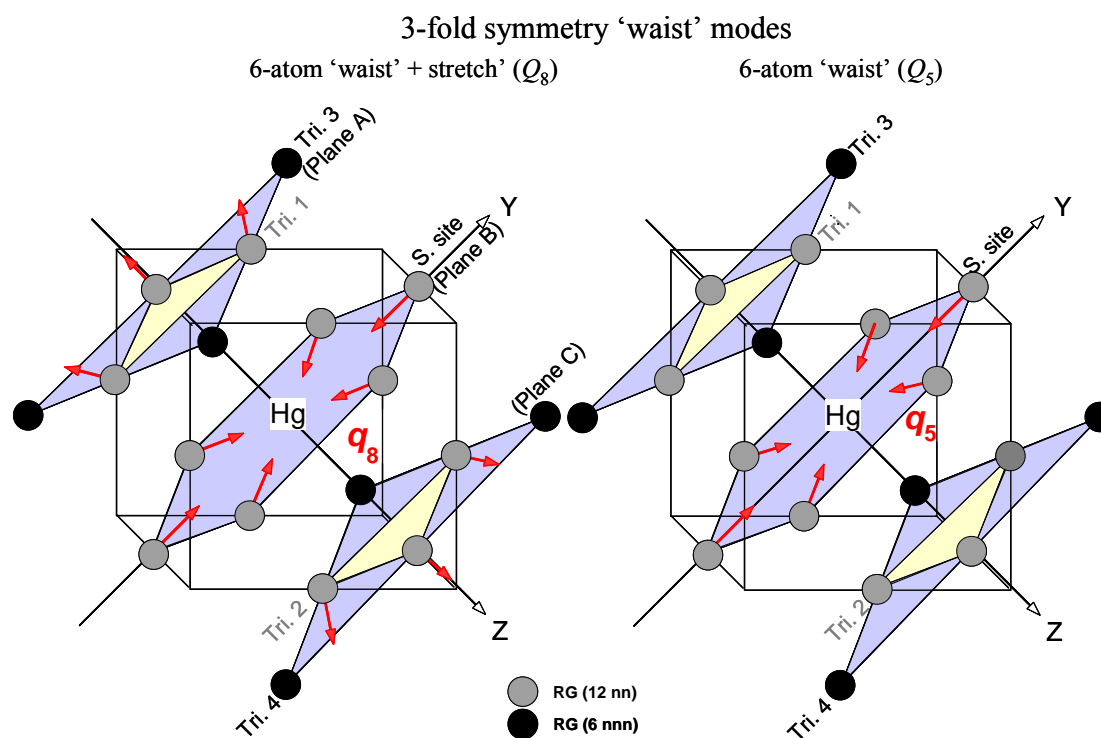 3-fold symmetry ‘waist’ modes
6-atom ‘waist’ + stretch’ (Q8)
6-atom ‘waist’ (Q5)
Tri. 3
(Plane A)
Tri. 1
S. site
(Plane B)
Y
(Plane C)
Hg
q8
Tri. 2
Z
Tri. 4
Tri. 3
Tri. 1
S. site
Y
Hg
q5
Tri. 2
Z
Tri. 4
RG (12 nn)
RG (6 nnn)